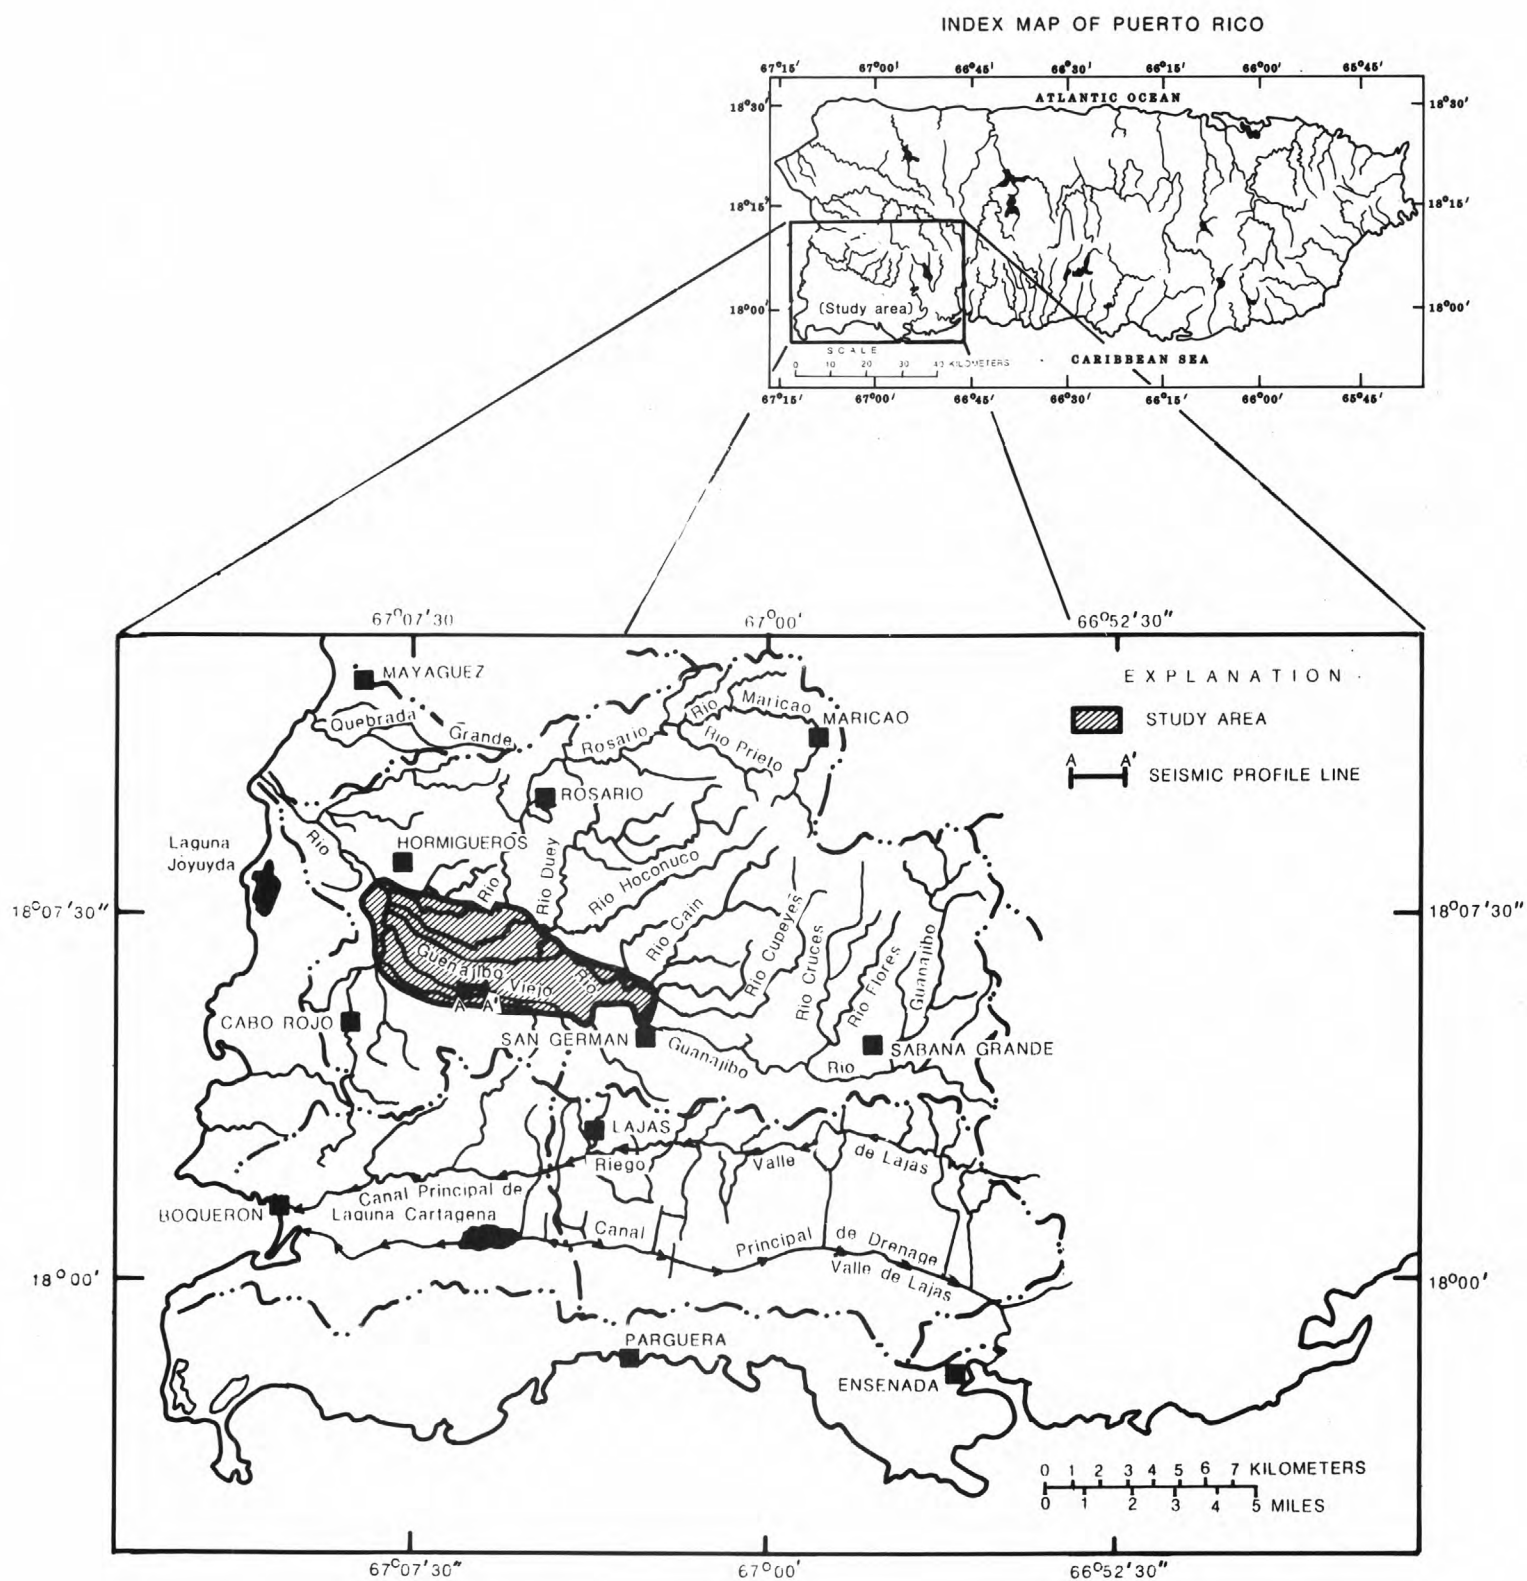 INDEX MAP OF PUERTO RICO
67°15' 67°00' 66°45' 66°30' 66°15' 66°00' 65°45'
ATLANTIC OCEAN
18°30' 18°30'
18°15' 18°15'
18°00' 18°00'
(Study area)
SCALE
0 10 20 30 40 KILOMETERS
CARIBBEAN SEA
67°15' 67°00' 66°45' 66°30' 66°15' 66°00' 65°45'
67°07'30 67°00' 66°52'30"
EXPLANATION
STUDY AREA
A A'
SEISMIC PROFILE LINE
MAYAGUEZ
Quebrada
Grande
Rosario
Rio
Maricao
MARICAO
Rio Prieto
ROSARIO
Laguna
Joyuyda
Rio
HORMIGUEROS
Rio
Rio Duey
Rio Hoconuco
Rio Cain
Rio Cupeyes
Rio Cruces
Rio Flores
Guanajibo
18°07'30" 18°07'30"
Guenajibo Viejo
Rio
A A'
CABO ROJO
SAN GERMAN
Guanajibo
Rio
SABANA GRANDE
LAJAS
Riego
Valle
de Lajas
Canal Principal de
BOQUERON
Laguna Cartagena
Canal
Principal
de Drenage
Valle de Lajas
18°00' 18°00'
PARGUERA
ENSENADA
0 1 2 3 4 5 6 7 KILOMETERS
0 1 2 3 4 5 MILES
67°07'30" 67°00' 66°52'30"